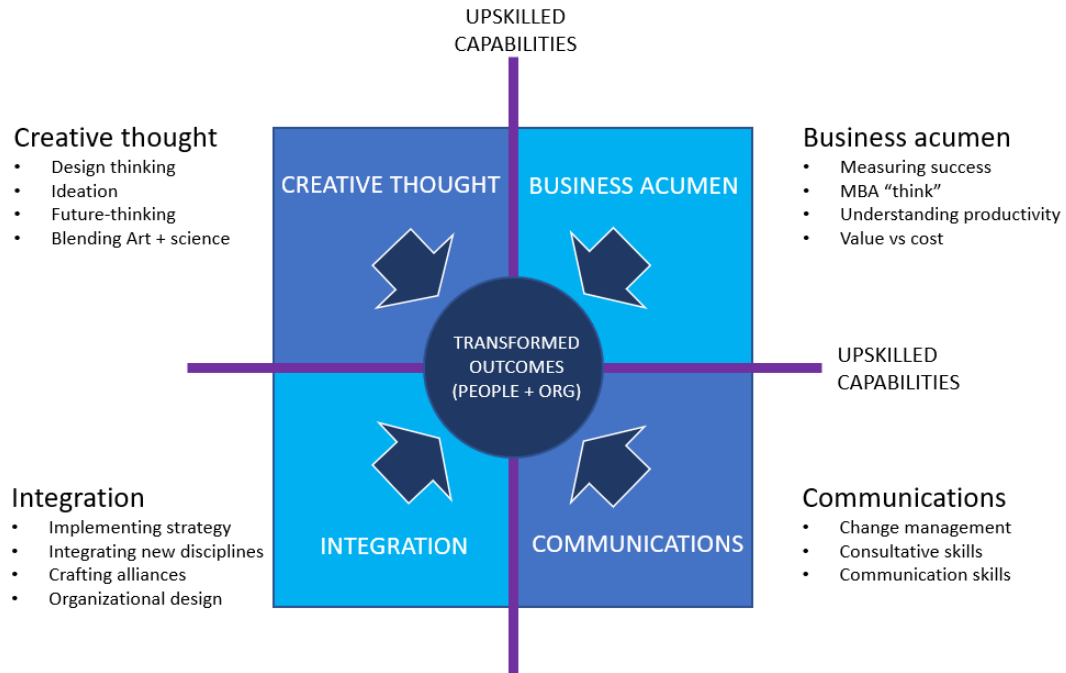 UPSKILLED
CAPABILITIES
Creative thought
• Design thinking
• Ideation
• Future-thinking
• Blending Art + science
CREATIVE THOUGHT
BUSINESS ACUMEN
Business acumen
• Measuring success
• MBA “think”
• Understanding productivity
• Value vs cost
TRANSFORMED
OUTCOMES
(PEOPLE + ORG)
UPSKILLED
CAPABILITIES
Integration
• Implementing strategy
• Integrating new disciplines
• Crafting alliances
• Organizational design
INTEGRATION
COMMUNICATIONS
Communications
• Change management
• Consultative skills
• Communication skills